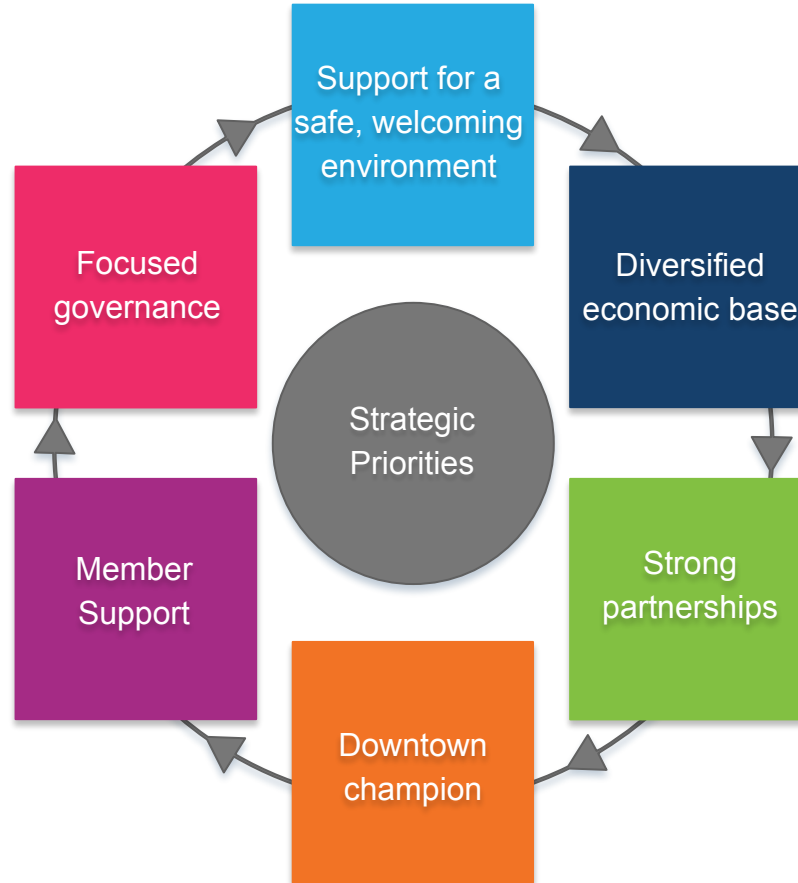 Support for a
safe, welcoming
environment
Diversified
economic base
Strong
partnerships
Downtown
champion
Member
Support
Focused
governance
Strategic
Priorities